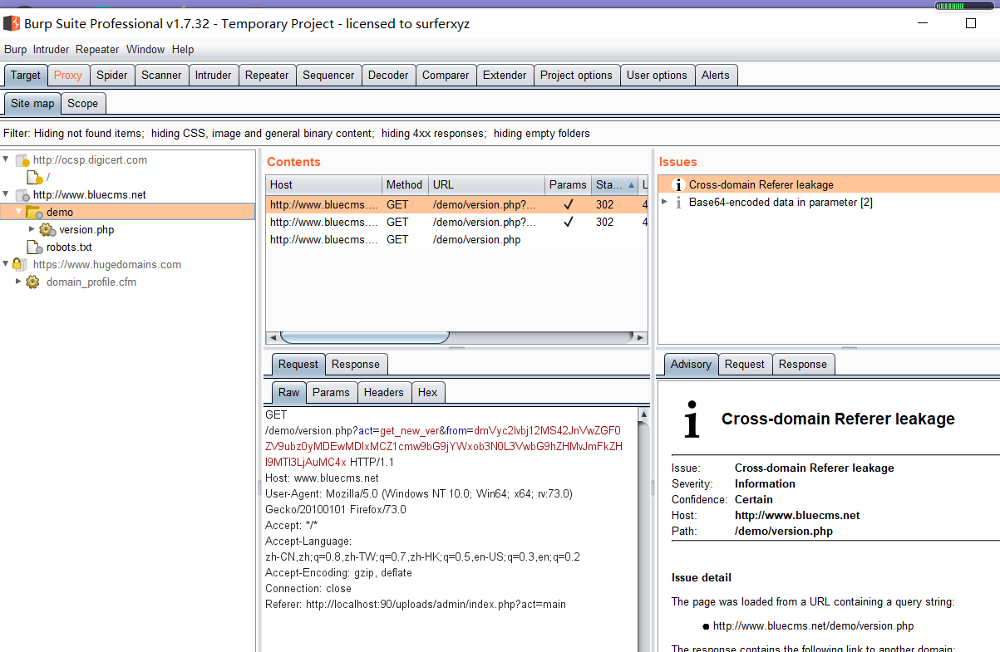 Burp Suite Professional v1.7.32 - Temporary Project - licensed to surferxyz
Burp Intruder Repeater Window Help
Target Proxy Spider Scanner Intruder Repeater Sequencer Decoder Comparer Extender Project options User options Alerts
Site map Scope
Filter: Hiding not found items; hiding CSS, image and general binary content; hiding 4xx responses; hiding empty folders
http://ocsp.digicert.com
/
http://www.bluecms.net
demo
version.php
robots.txt
https://www.hugedomains.com
domain_profile.cfm
Contents
Host Method URL Params Sta... L
http://www.bluecms.... GET /demo/version.php?... ✓ 302 4
http://www.bluecms.... GET /demo/version.php?... ✓ 302 4
http://www.bluecms.... GET /demo/version.php
Request Response
Raw Params Headers Hex
GET
/demo/version.php?act=get_new_ver&from=dmVyc2lvbj12MS42JnVwZGF0
ZV9ubz0yMDEwMDIxMCZ1cmw9bG9jYWxob3N0L3VwbG9hZHMvJmFkZH
I9MTI3LjAuMC4x HTTP/1.1
Host: www.bluecms.net
User-Agent: Mozilla/5.0 (Windows NT 10.0; Win64; x64; rv:73.0)
Gecko/20100101 Firefox/73.0
Accept: */*
Accept-Language:
zh-CN,zh;q=0.8,zh-TW;q=0.7,zh-HK;q=0.5,en-US;q=0.3,en;q=0.2
Accept-Encoding: gzip, deflate
Connection: close
Referer: http://localhost:90/uploads/admin/index.php?act=main
Issues
i Cross-domain Referer leakage
i Base64-encoded data in parameter [2]
Advisory Request Response
i Cross-domain Referer leakage
Issue: Cross-domain Referer leakage
Severity: Information
Confidence: Certain
Host: http://www.bluecms.net
Path: /demo/version.php
Issue detail
The page was loaded from a URL containing a query string:
● http://www.bluecms.net/demo/version.php
The response contains the following link to another domain: